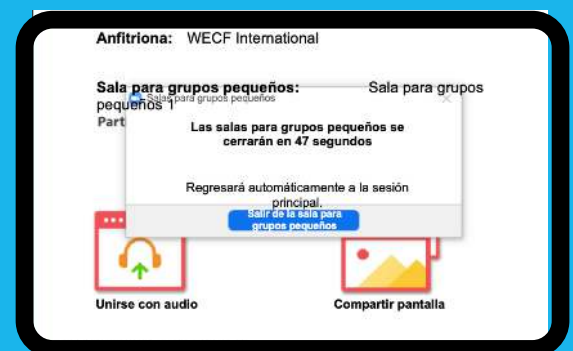 Anfitriona: WECF International
Sala para grupos pequeños: Sala para grupos
pequeños 1
Salas para grupos pequeños
Part
Las salas para grupos pequeños se
cerrarán en 47 segundos
Regresará automáticamente a la sesión
principal.
Salir de la sala para
grupos pequeños
Unirse con audio
Compartir pantalla